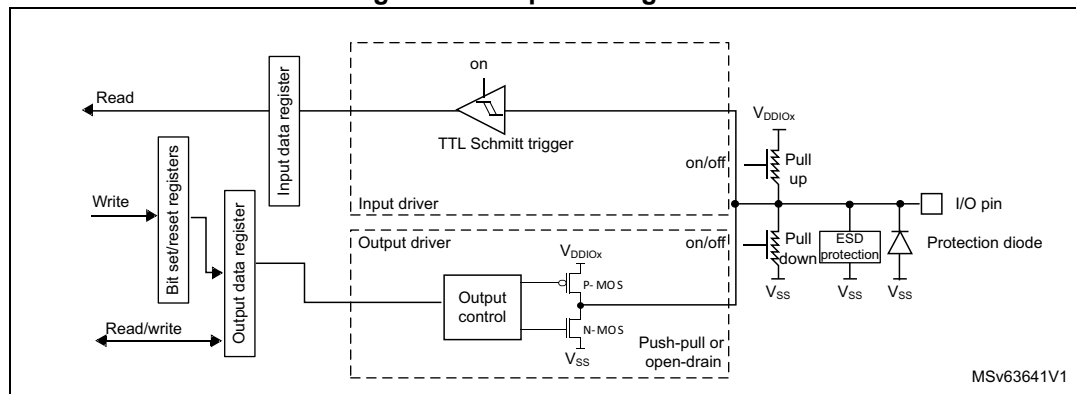 on
Read
Input data register
TTL Schmitt trigger
Input driver
V_DDIOx
on/off
Pull
up
Write
Bit set/reset registers
Output data register
Read/write
I/O pin
Output driver
V_DDIOx
P-MOS
Output
control
N-MOS
V_SS
Push-pull or
open-drain
on/off
Pull
down
V_SS
ESD
protection
V_SS
Protection diode
V_SS
MSv63641V1